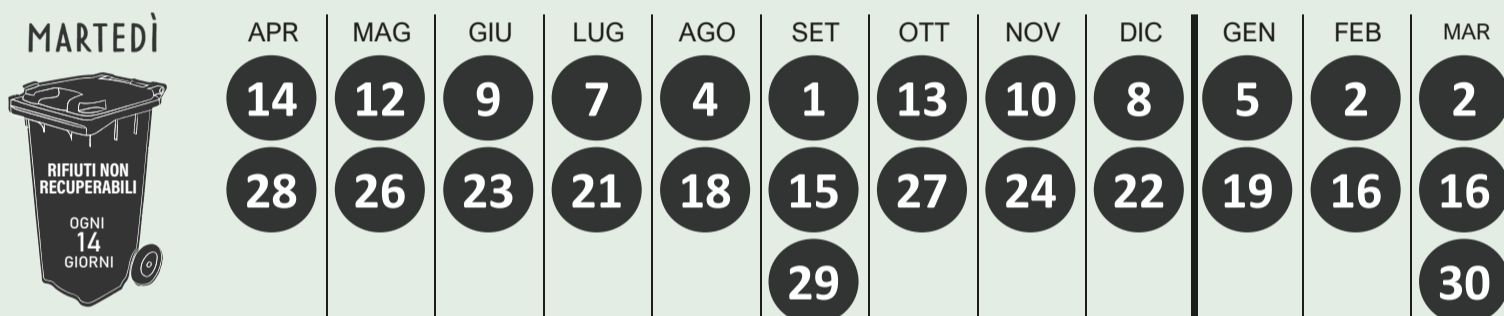 MARTEDÌ
RIFIUTI NON
RECUPERABILI
OGNI
14
GIORNI
APR MAG GIU LUG AGO SET OTT NOV DIC GEN FEB MAR
14 12 9 7 4 1 13 10 8 5 2 2
28 26 23 21 18 15 27 24 22 19 16 16
29 30